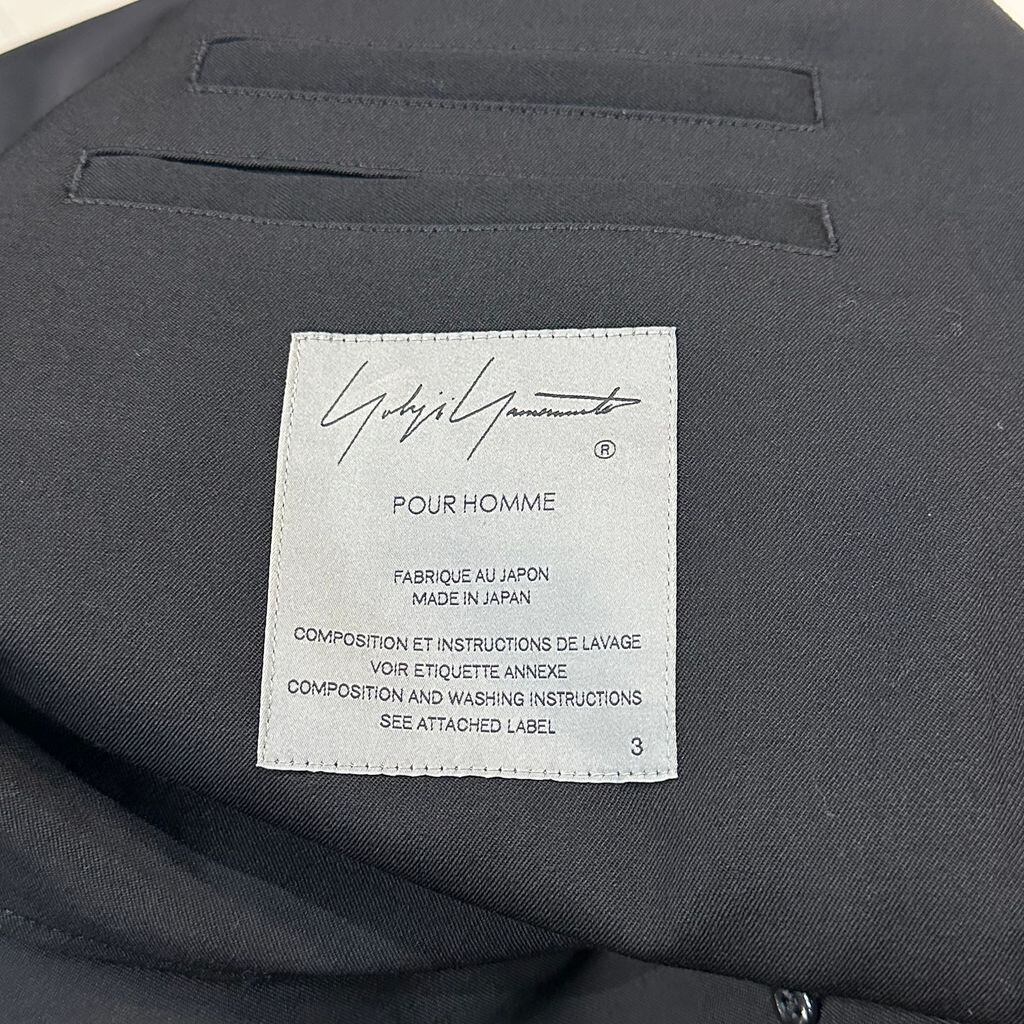 Yohji Yamamoto
®
POUR HOMME
FABRIQUE AU JAPON
MADE IN JAPAN
COMPOSITION ET INSTRUCTIONS DE LAVAGE
VOIR ETIQUETTE ANNEXE
COMPOSITION AND WASHING INSTRUCTIONS
SEE ATTACHED LABEL
3